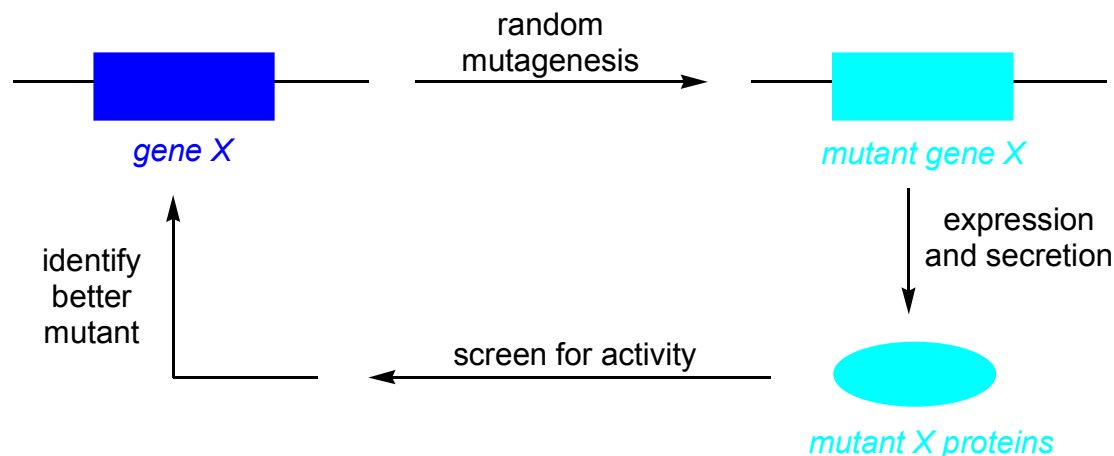 random
mutagenesis
gene X
mutant gene X
expression
and secretion
identify
better
mutant
screen for activity
mutant X proteins